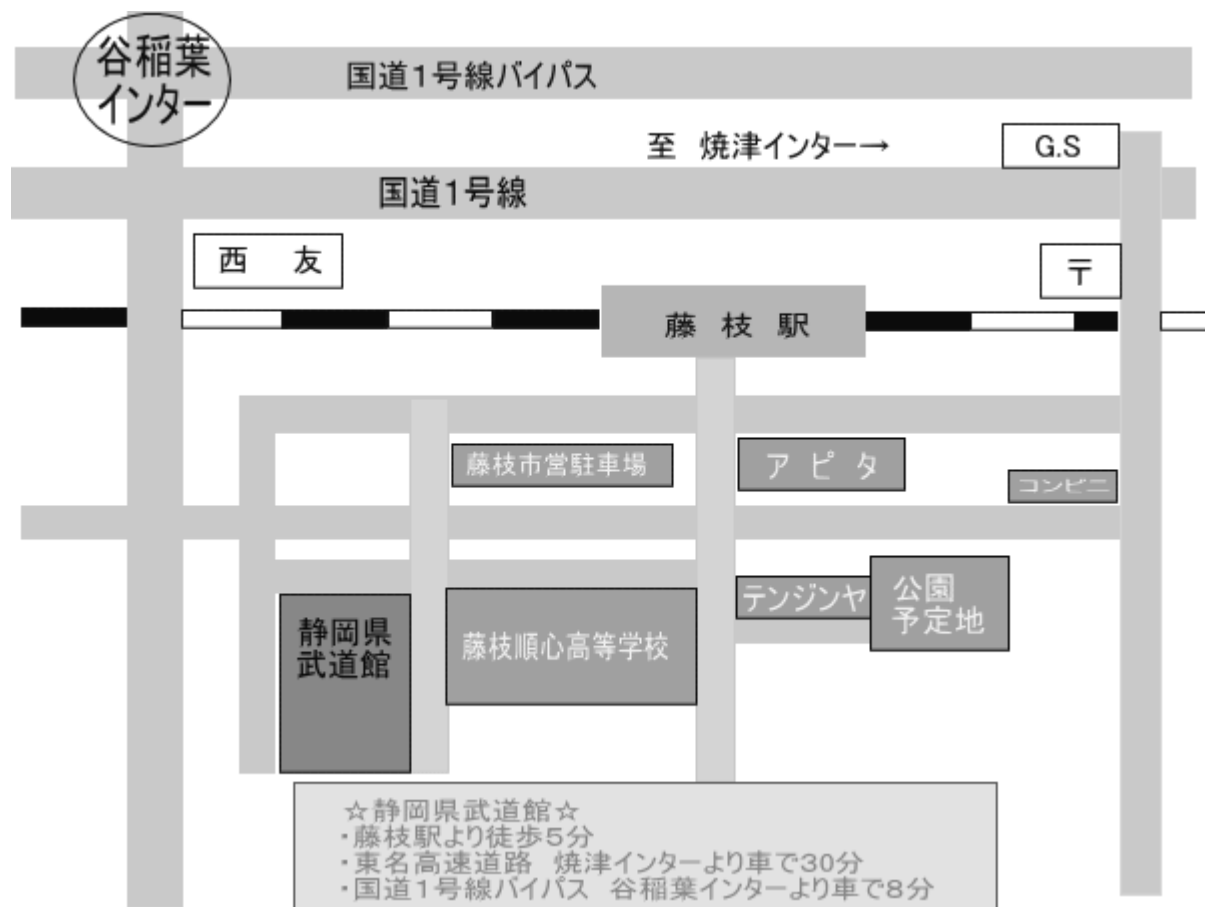 谷稲葉
インター
国道1号線バイパス
至 焼津インター→
G.S
国道1号線
西 友
〒
藤 枝 駅
藤枝市営駐車場
ア ピ タ
コンビニ
テンジンヤ
公園
予定地
静岡県
武道館
藤枝順心高等学校
☆静岡県武道館☆
・藤枝駅より徒歩5分
・東名高速道路 焼津インターより車で30分
・国道1号線バイパス 谷稲葉インターより車で8分